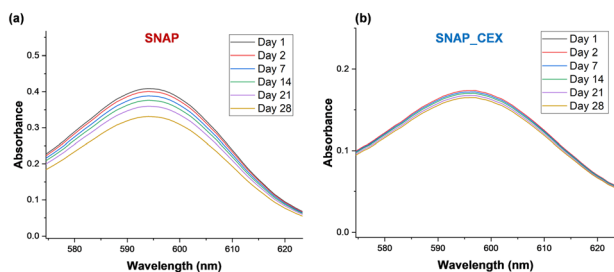 (a)
SNAP
Day 1
Day 2
Day 7
Day 14
Day 21
Day 28
0.4
0.3
0.2
0.1
0.0
Absorbance
580 590 600 610 620
Wavelength (nm)
(b)
SNAP_CEX
Day 1
Day 2
Day 7
Day 14
Day 21
Day 28
0.2
0.1
0.0
Absorbance
580 590 600 610 620
Wavelength (nm)